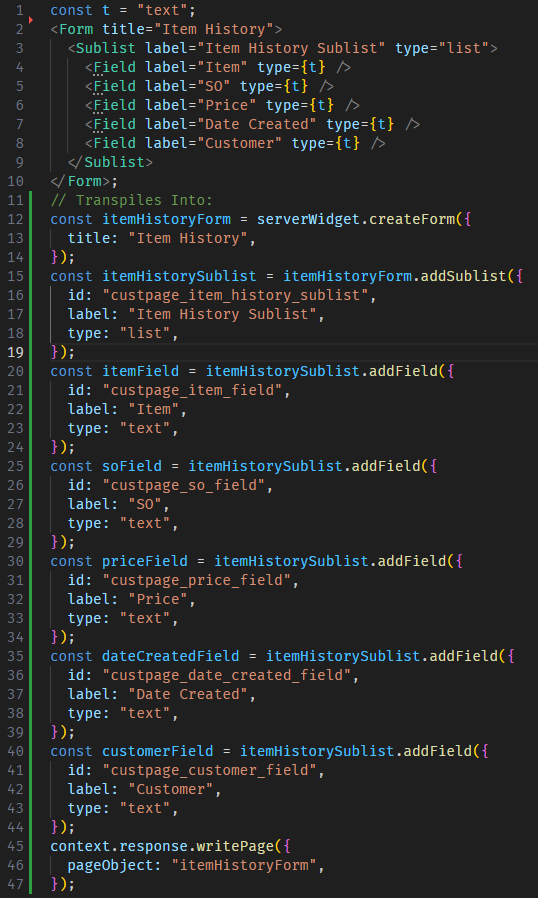 1 const t = "text";
2 <Form title="Item History">
3   <Sublist label="Item History Sublist" type="list">
4     <Field label="Item" type={t} />
5     <Field label="SO" type={t} />
6     <Field label="Price" type={t} />
7     <Field label="Date Created" type={t} />
8     <Field label="Customer" type={t} />
9   </Sublist>
10 </Form>;
11 // Transpiles Into:
12 const itemHistoryForm = serverWidget.createForm({
13   title: "Item History",
14 });
15 const itemHistorySublist = itemHistoryForm.addSublist({
16   id: "custpage_item_history_sublist",
17   label: "Item History Sublist",
18   type: "list",
19 });
20 const itemField = itemHistorySublist.addField({
21   id: "custpage_item_field",
22   label: "Item",
23   type: "text",
24 });
25 const soField = itemHistorySublist.addField({
26   id: "custpage_so_field",
27   label: "SO",
28   type: "text",
29 });
30 const priceField = itemHistorySublist.addField({
31   id: "custpage_price_field",
32   label: "Price",
33   type: "text",
34 });
35 const dateCreatedField = itemHistorySublist.addField({
36   id: "custpage_date_created_field",
37   label: "Date Created",
38   type: "text",
39 });
40 const customerField = itemHistorySublist.addField({
41   id: "custpage_customer_field",
42   label: "Customer",
43   type: "text",
44 });
45 context.response.writePage({
46   pageObject: "itemHistoryForm",
47 });